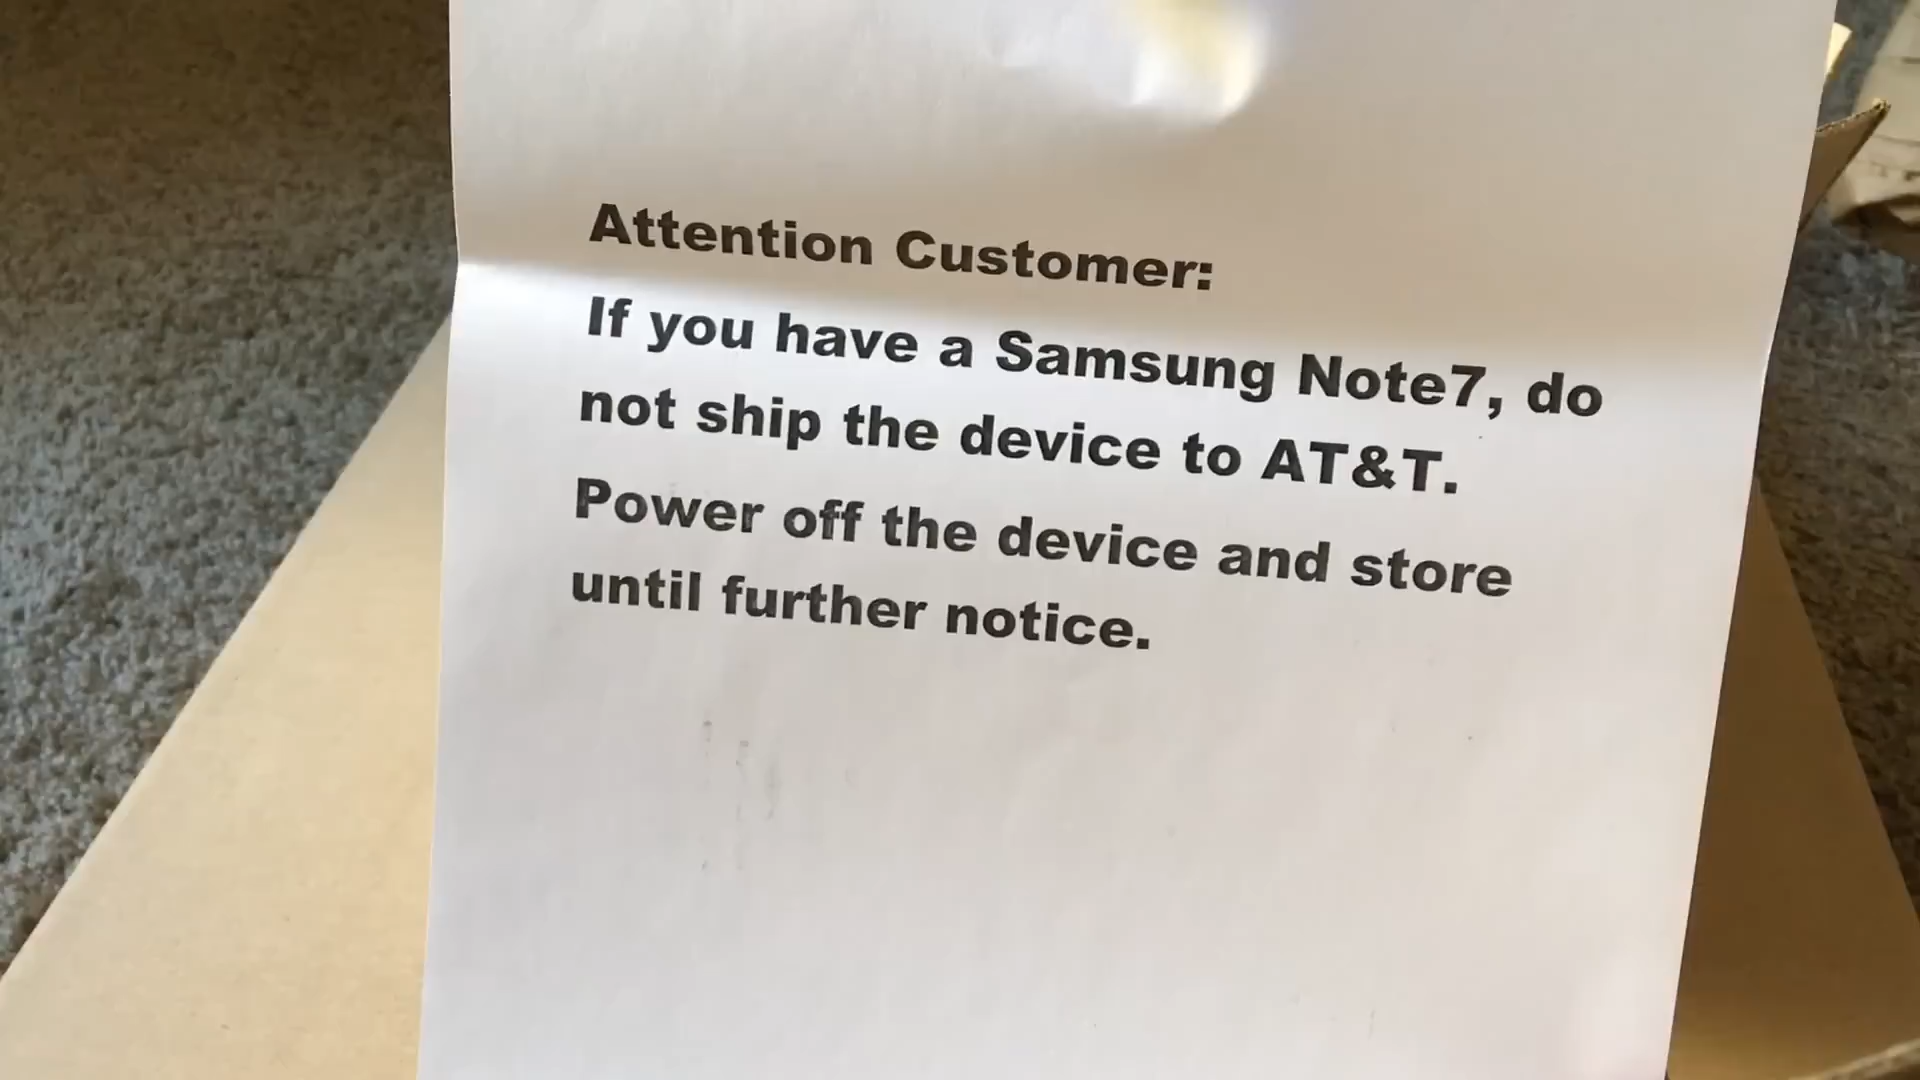 Attention Customer:
If you have a Samsung Note7, do
not ship the device to AT&T.
Power off the device and store
until further notice.